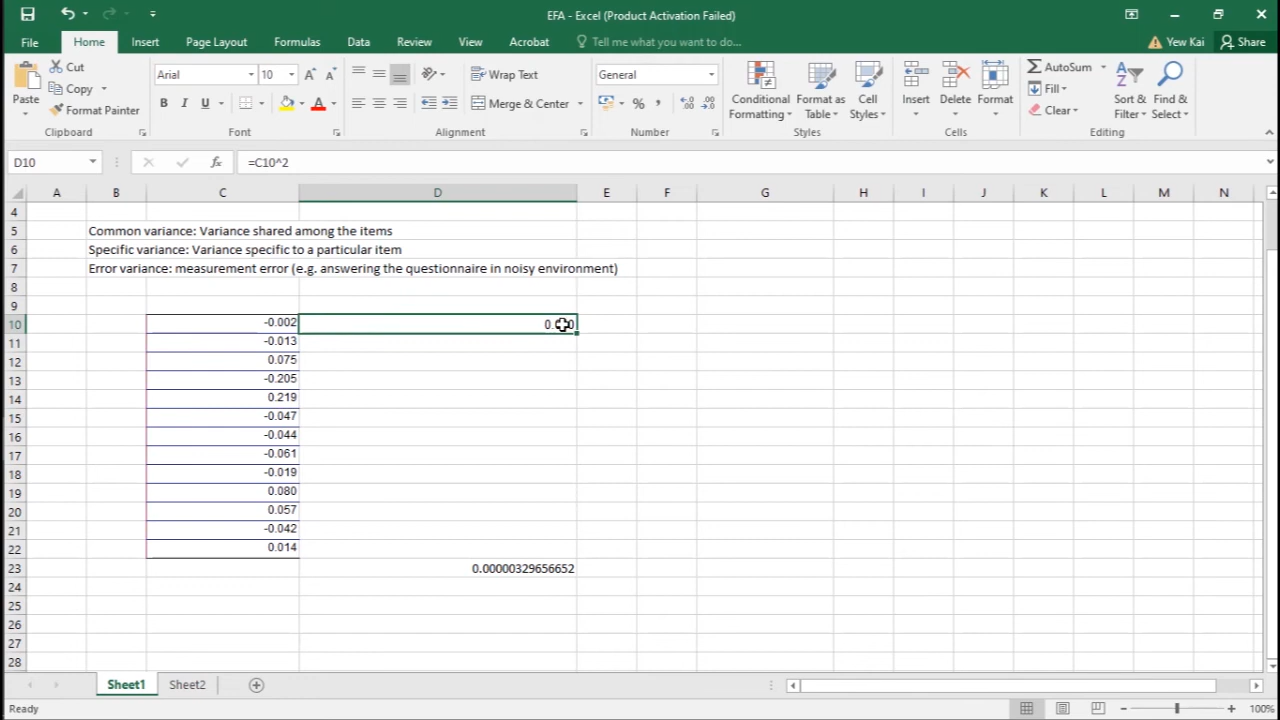 EFA - Excel (Product Activation Failed)
File Home Insert Page Layout Formulas Data Review View Acrobat Tell me what you want to do... Yew Kai Share
Cut
Copy
Format Painter
Paste
Arial 10
B I U
Wrap Text
Merge & Center
General
Conditional Formatting
Format as Table
Cell Styles
Insert
Delete
Format
AutoSum
Fill
Clear
Sort & Filter
Find & Select
Clipboard Font Alignment Number Styles Cells Editing
D10 fx =C10^2
A B C D E F G H I J K L M N
4
5 Common variance: Variance shared among the items
6 Specific variance: Variance specific to a particular item
7 Error variance: measurement error (e.g. answering the questionnaire in noisy environment)
8
9
10 -0.002
11 -0.013
12 0.075
13 -0.205
14 0.219
15 -0.047
16 -0.044
17 -0.061
18 -0.019
19 0.080
20 0.057
21 -0.042
22 0.014
23 0.00000329656652
24
25
26
27
28
Sheet1 Sheet2
Ready 100%